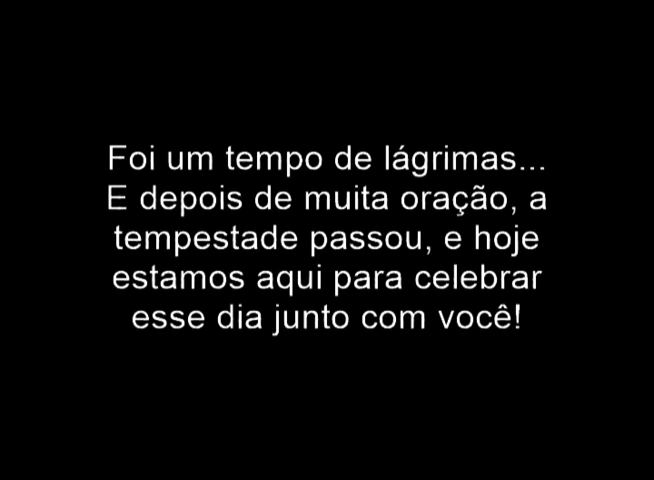 Foi um tempo de lágrimas...
E depois de muita oração, a
tempestade passou, e hoje
estamos aqui para celebrar
esse dia junto com você!